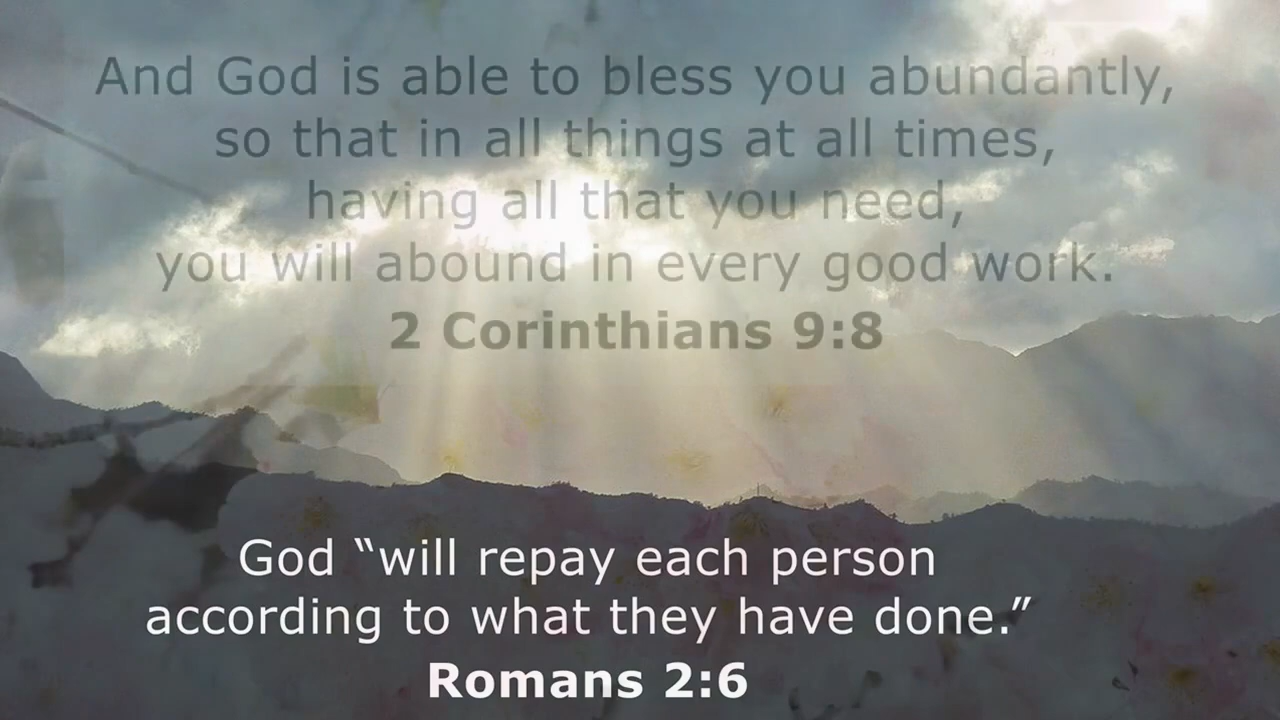 And God is able to bless you abundantly,
so that in all things at all times,
having all that you need,
you will abound in every good work.
2 Corinthians 9:8
God “will repay each person
according to what they have done.”
Romans 2:6